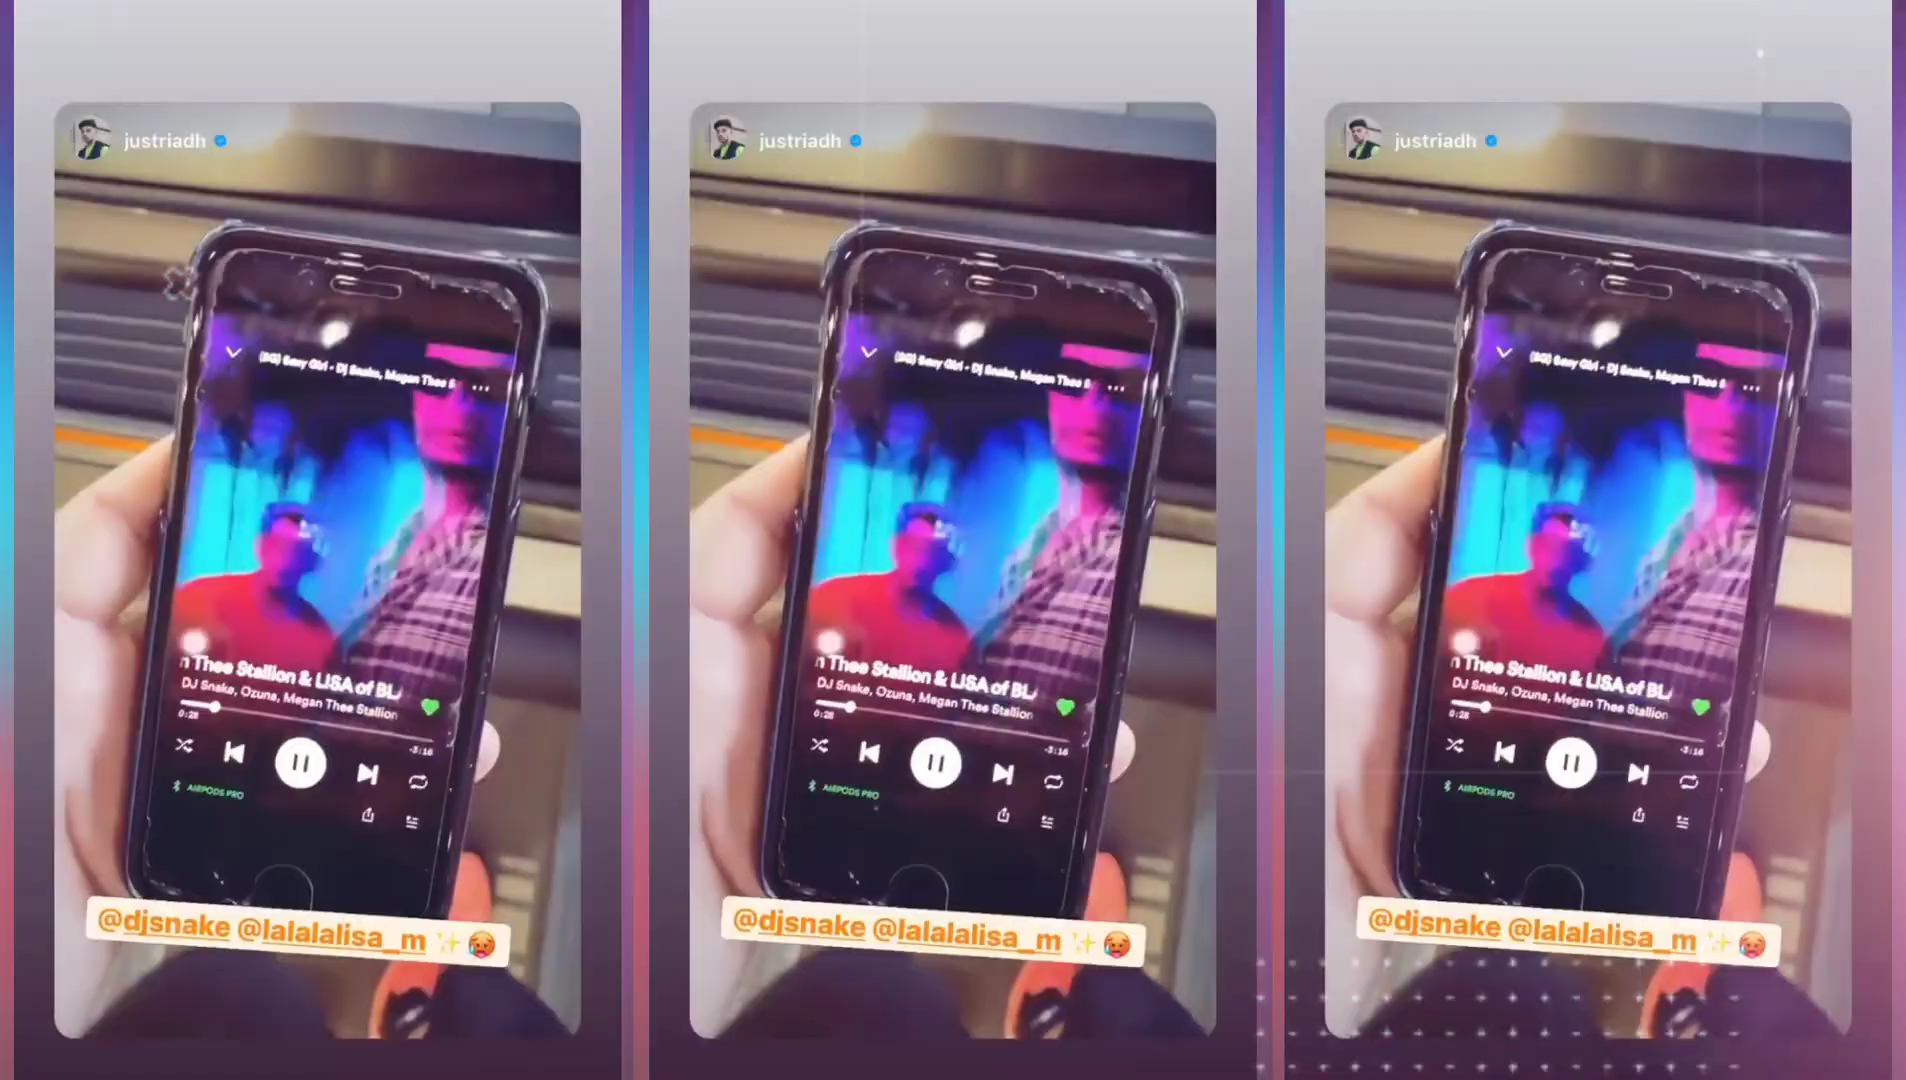 justriadh
(SG) Sexy Girl - Dj Snake, Megan Thee S
n Thee Stallion & LISA of BL
DJ Snake, Ozuna, Megan Thee Stallion
0:28
-3:16
AIRPODS PRO
@djsnake @lalalalisa_m
justriadh
(SG) Sexy Girl - Dj Snake, Megan Thee S
n Thee Stallion & LISA of BL
DJ Snake, Ozuna, Megan Thee Stallion
0:28
-3:16
AIRPODS PRO
@djsnake @lalalalisa_m
justriadh
(SG) Sexy Girl - Dj Snake, Megan Thee S
n Thee Stallion & LISA of BL
DJ Snake, Ozuna, Megan Thee Stallion
0:28
-3:16
AIRPODS PRO
@djsnake @lalalalisa_m